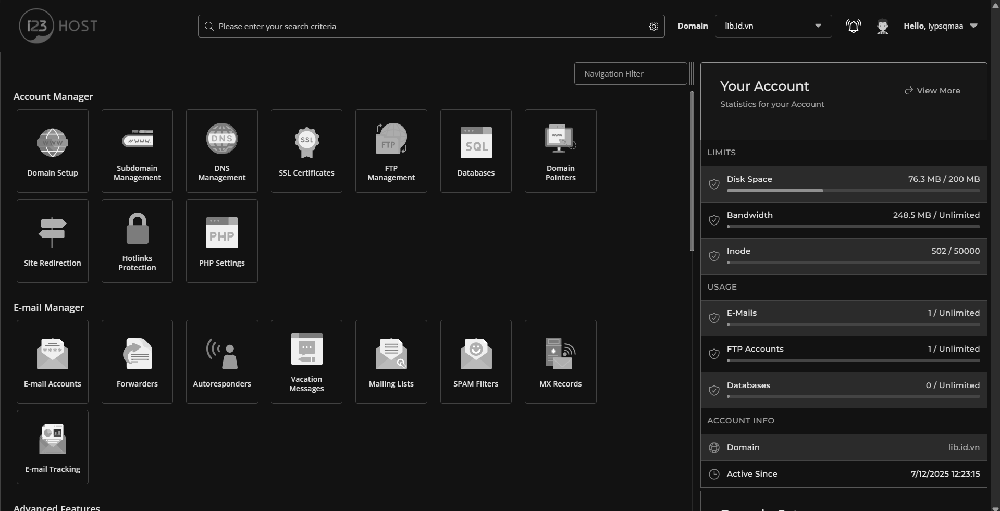 123 HOST
Please enter your search criteria
Domain
lib.id.vn
Hello, iypsqmaa
Navigation Filter
Account Manager
WWW
Domain Setup
//WWW.
Subdomain
Management
DNS
DNS
Management
SSL
SSL Certificates
FTP
FTP
Management
SQL
Databases
WWW
Domain
Pointers
Site Redirection
Hotlinks
Protection
PHP
PHP Settings
E-mail Manager
****
E-mail Accounts
Forwarders
Autoresponders
Vacation
Messages
Mailing Lists
SPAM Filters
MX Records
E-mail Tracking
Advanced Features
Your Account
Statistics for your Account
View More
LIMITS
Disk Space 76.3 MB / 200 MB
Bandwidth 248.5 MB / Unlimited
Inode 502 / 50000
USAGE
E-Mails 1 / Unlimited
FTP Accounts 1 / Unlimited
Databases 0 / Unlimited
ACCOUNT INFO
Domain lib.id.vn
Active Since 7/12/2025 12:23:15